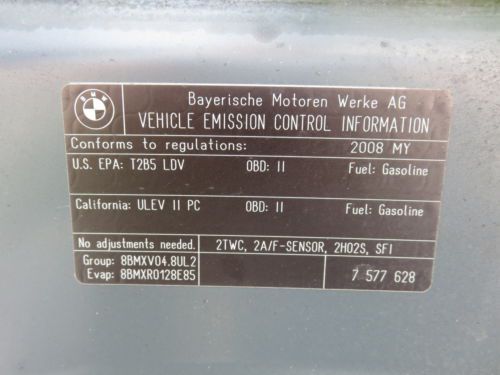 BMW
Bayerische Motoren Werke AG
VEHICLE EMISSION CONTROL INFORMATION
Conforms to regulations: 2008 MY
U.S. EPA: T2B5 LDV OBD: II Fuel: Gasoline
California: ULEV II PC OBD: II Fuel: Gasoline
No adjustments needed. 2TWC, 2A/F-SENSOR, 2HO2S, SFI
Group: 8BMXV04.8UL2
Evap: 8BMXR0128E85 7 577 628